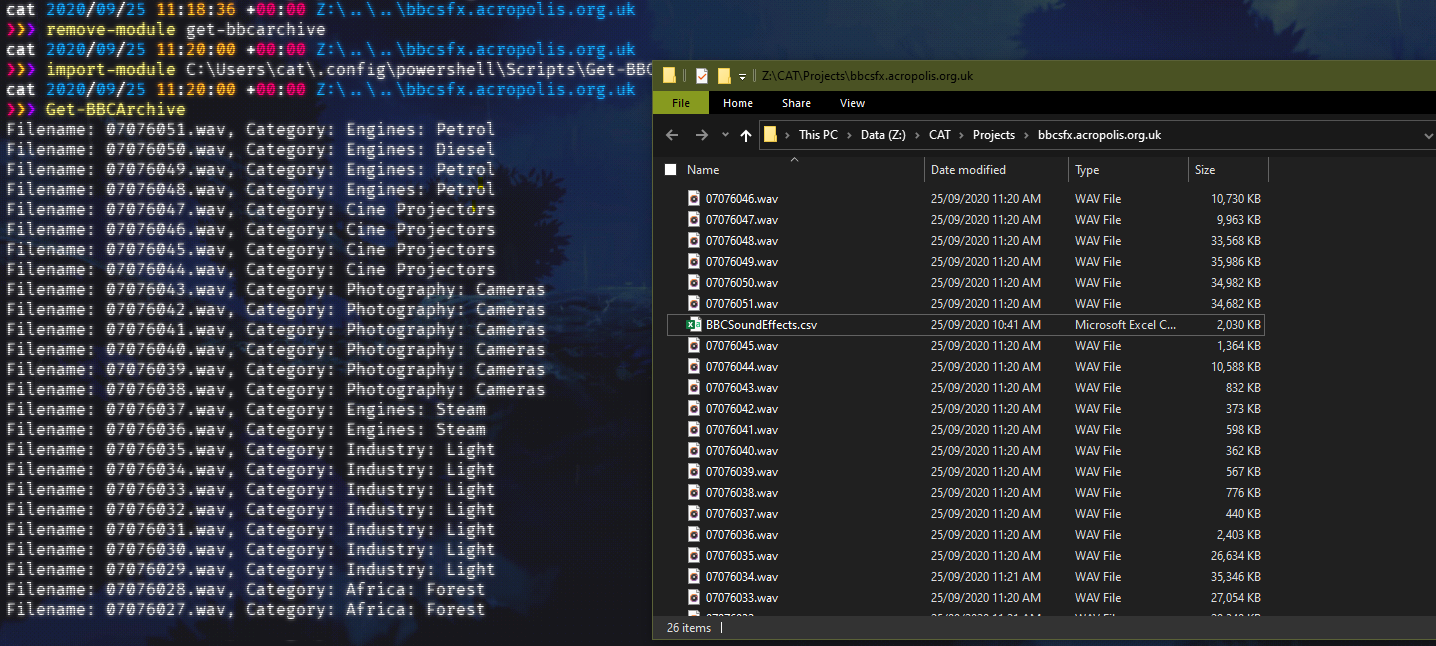 cat 2020/09/25 11:18:36 +00:00 Z:\..\..\bbcsfx.acropolis.org.uk
❯❯❯ remove-module get-bbcarchive
cat 2020/09/25 11:20:00 +00:00 Z:\..\..\bbcsfx.acropolis.org.uk
❯❯❯ import-module C:\Users\cat\.config\powershell\Scripts\Get-BBC
cat 2020/09/25 11:20:00 +00:00 Z:\..\..\bbcsfx.acropolis.org.uk
❯❯❯ Get-BBCArchive
Filename: 07076051.wav, Category: Engines: Petrol
Filename: 07076050.wav, Category: Engines: Diesel
Filename: 07076049.wav, Category: Engines: Petrol
Filename: 07076048.wav, Category: Engines: Petrol
Filename: 07076047.wav, Category: Cine Projectors
Filename: 07076046.wav, Category: Cine Projectors
Filename: 07076045.wav, Category: Cine Projectors
Filename: 07076044.wav, Category: Cine Projectors
Filename: 07076043.wav, Category: Photography: Cameras
Filename: 07076042.wav, Category: Photography: Cameras
Filename: 07076041.wav, Category: Photography: Cameras
Filename: 07076040.wav, Category: Photography: Cameras
Filename: 07076039.wav, Category: Photography: Cameras
Filename: 07076038.wav, Category: Photography: Cameras
Filename: 07076037.wav, Category: Engines: Steam
Filename: 07076036.wav, Category: Engines: Steam
Filename: 07076035.wav, Category: Industry: Light
Filename: 07076034.wav, Category: Industry: Light
Filename: 07076033.wav, Category: Industry: Light
Filename: 07076032.wav, Category: Industry: Light
Filename: 07076031.wav, Category: Industry: Light
Filename: 07076030.wav, Category: Industry: Light
Filename: 07076029.wav, Category: Industry: Light
Filename: 07076028.wav, Category: Africa: Forest
Filename: 07076027.wav, Category: Africa: Forest
Z:\CAT\Projects\bbcsfx.acropolis.org.uk
File Home Share View
This PC › Data (Z:) › CAT › Projects › bbcsfx.acropolis.org.uk
Name Date modified Type Size
07076046.wav 25/09/2020 11:20 AM WAV File 10,730 KB
07076047.wav 25/09/2020 11:20 AM WAV File 9,963 KB
07076048.wav 25/09/2020 11:20 AM WAV File 33,568 KB
07076049.wav 25/09/2020 11:20 AM WAV File 35,986 KB
07076050.wav 25/09/2020 11:20 AM WAV File 34,982 KB
07076051.wav 25/09/2020 11:20 AM WAV File 34,682 KB
BBCSoundEffects.csv 25/09/2020 10:41 AM Microsoft Excel C... 2,030 KB
07076045.wav 25/09/2020 11:20 AM WAV File 1,364 KB
07076044.wav 25/09/2020 11:20 AM WAV File 10,588 KB
07076043.wav 25/09/2020 11:20 AM WAV File 832 KB
07076042.wav 25/09/2020 11:20 AM WAV File 373 KB
07076041.wav 25/09/2020 11:20 AM WAV File 598 KB
07076040.wav 25/09/2020 11:20 AM WAV File 362 KB
07076039.wav 25/09/2020 11:20 AM WAV File 567 KB
07076038.wav 25/09/2020 11:20 AM WAV File 776 KB
07076037.wav 25/09/2020 11:20 AM WAV File 440 KB
07076036.wav 25/09/2020 11:20 AM WAV File 2,403 KB
07076035.wav 25/09/2020 11:20 AM WAV File 26,634 KB
07076034.wav 25/09/2020 11:21 AM WAV File 35,346 KB
07076033.wav 25/09/2020 11:20 AM WAV File 27,054 KB
26 items